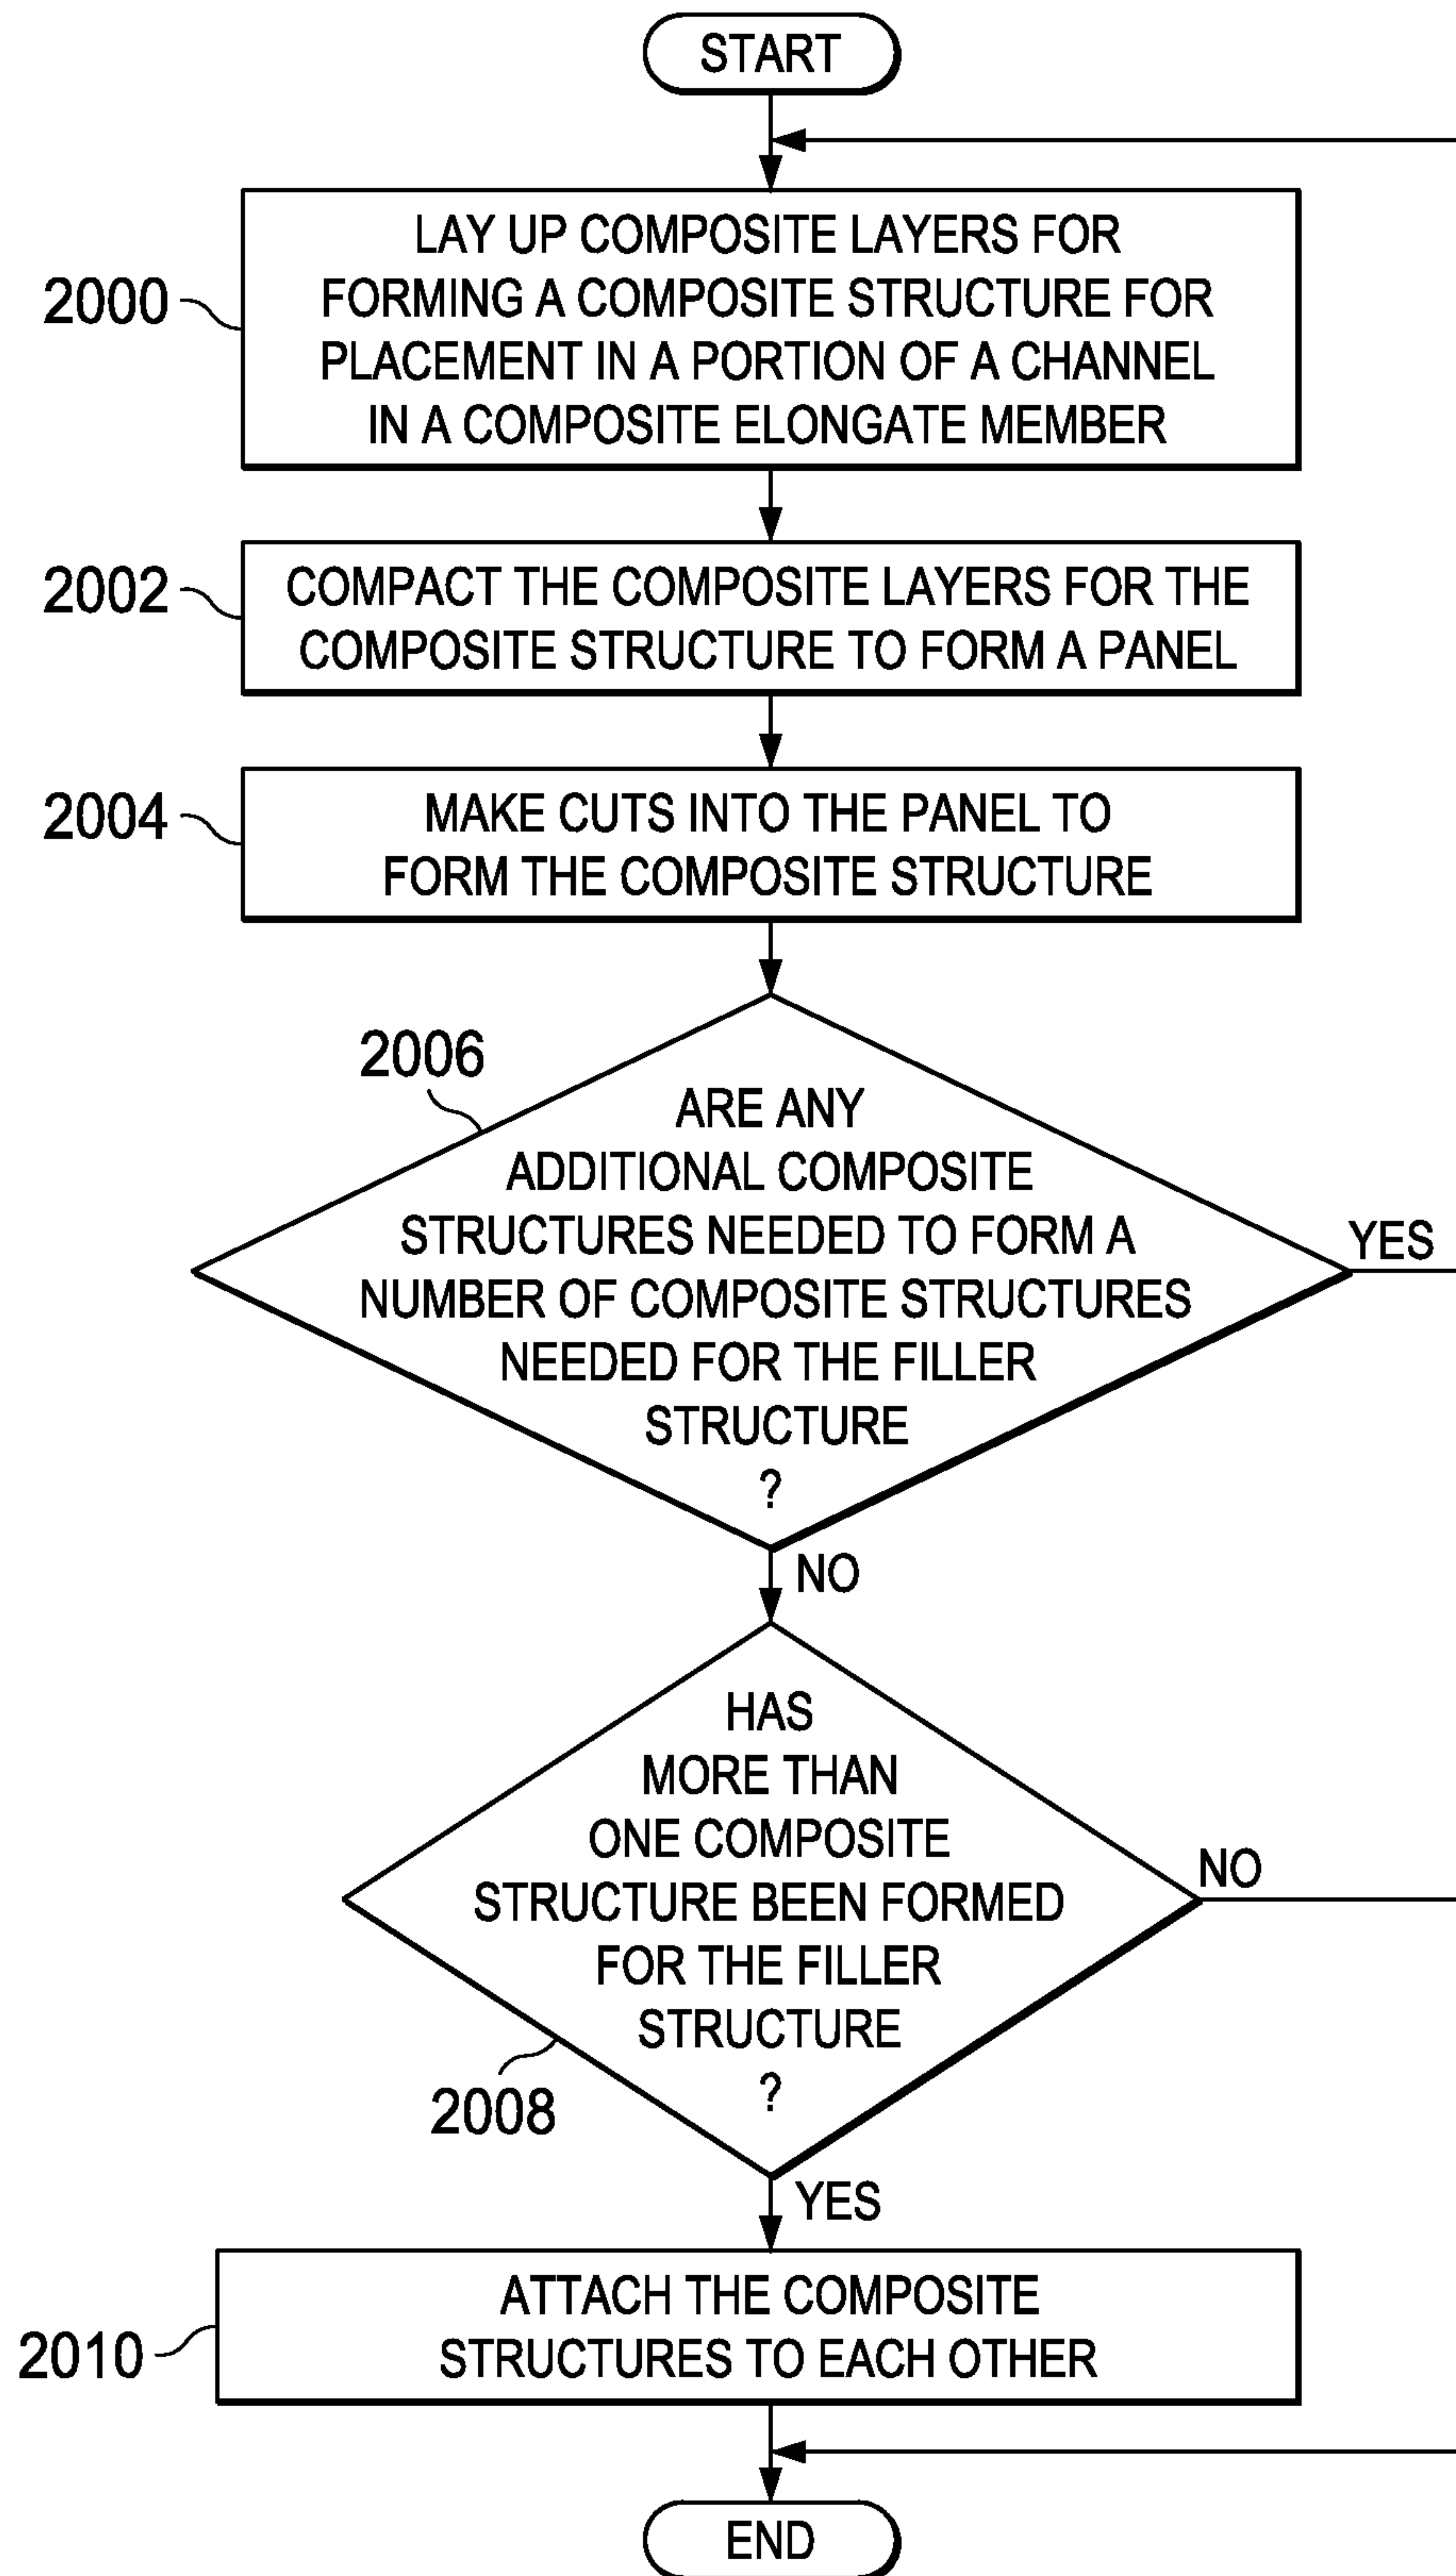 START
LAY UP COMPOSITE LAYERS FOR
FORMING A COMPOSITE STRUCTURE FOR
PLACEMENT IN A PORTION OF A CHANNEL
IN A COMPOSITE ELONGATE MEMBER
2000
COMPACT THE COMPOSITE LAYERS FOR THE
COMPOSITE STRUCTURE TO FORM A PANEL
2002
MAKE CUTS INTO THE PANEL TO
FORM THE COMPOSITE STRUCTURE
2004
2006
ARE ANY
ADDITIONAL COMPOSITE
STRUCTURES NEEDED TO FORM A
NUMBER OF COMPOSITE STRUCTURES
NEEDED FOR THE FILLER
STRUCTURE
?
YES
NO
HAS
MORE THAN
ONE COMPOSITE
STRUCTURE BEEN FORMED
FOR THE FILLER
STRUCTURE
?
NO
2008
YES
ATTACH THE COMPOSITE
STRUCTURES TO EACH OTHER
2010
END